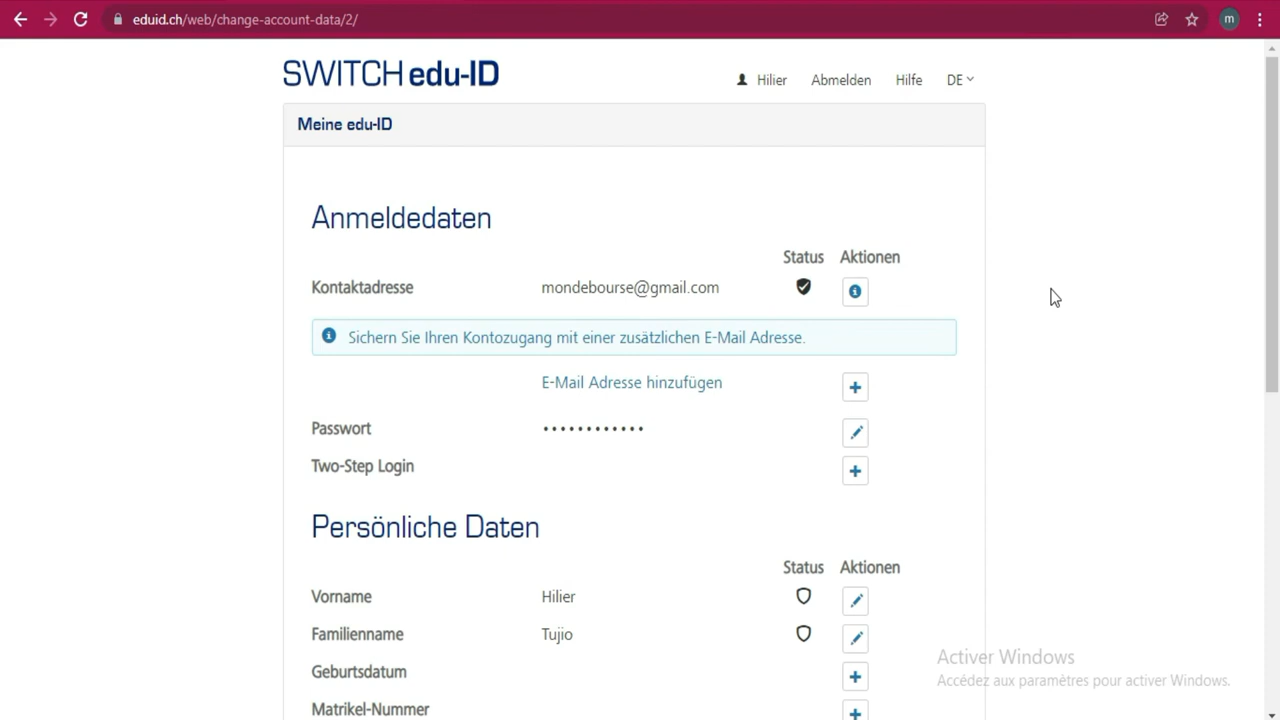 eduid.ch/web/change-account-data/2/
m
SWITCH edu-ID
Hilier Abmelden Hilfe DE
Meine edu-ID
Anmeldedaten
Status Aktionen
Kontaktadresse mondebourse@gmail.com
Sichern Sie Ihren Kontozugang mit einer zusätzlichen E-Mail Adresse.
E-Mail Adresse hinzufügen
Passwort ••••••••••••
Two-Step Login
Persönliche Daten
Status Aktionen
Vorname Hilier
Familienname Tujio
Geburtsdatum
Matrikel-Nummer
Activer Windows
Accédez aux paramètres pour activer Windows.